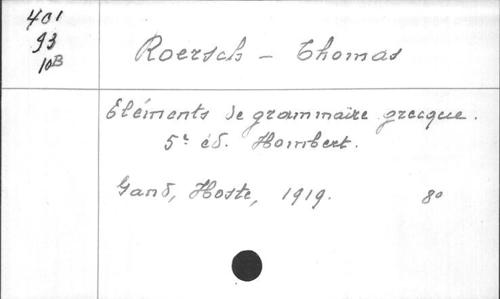 401
93
10B
Roersch - Thomas
Eléments de grammaire grecque.
5e éd. Hombert.
Gand, Hoste, 1919. 8o